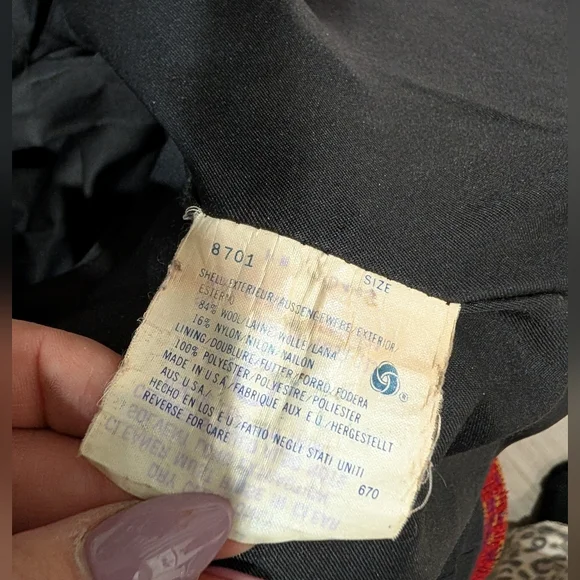 8701
SIZE
SHELL/EXTERIEUR/AUSSENGEWEBE/EXTERIOR
ESTERNO
84% WOOL/LAINE/WOLLE/LANA
16% NYLON/NILON/NAILON
LINING/DOUBLURE/FUTTER/FORRO/FODERA
100% POLYESTER/POLYESTRE/POLIESTER
MADE IN U.S.A./FABRIQUE AUX E U/HERGESTELLT
AUS U.S.A./
HECHO EN LOS E U./FATTO NEGLI STATI UNITI
REVERSE FOR CARE
670
®